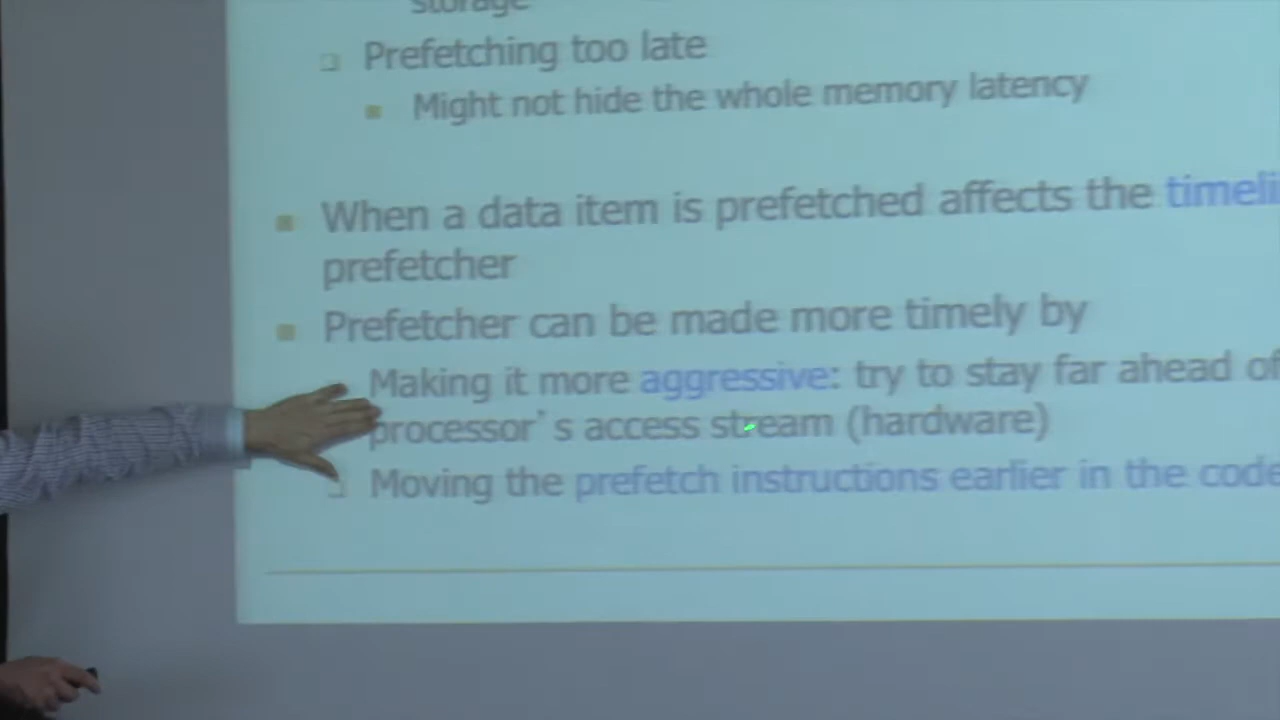 storage
Prefetching too late
Might not hide the whole memory latency
When a data item is prefetched affects the
prefetcher
Prefetcher can be made more timely by
Making it more aggressive: try to stay far ahead of
processor's access stream (hardware)
Moving the prefetch instructions earlier in the code